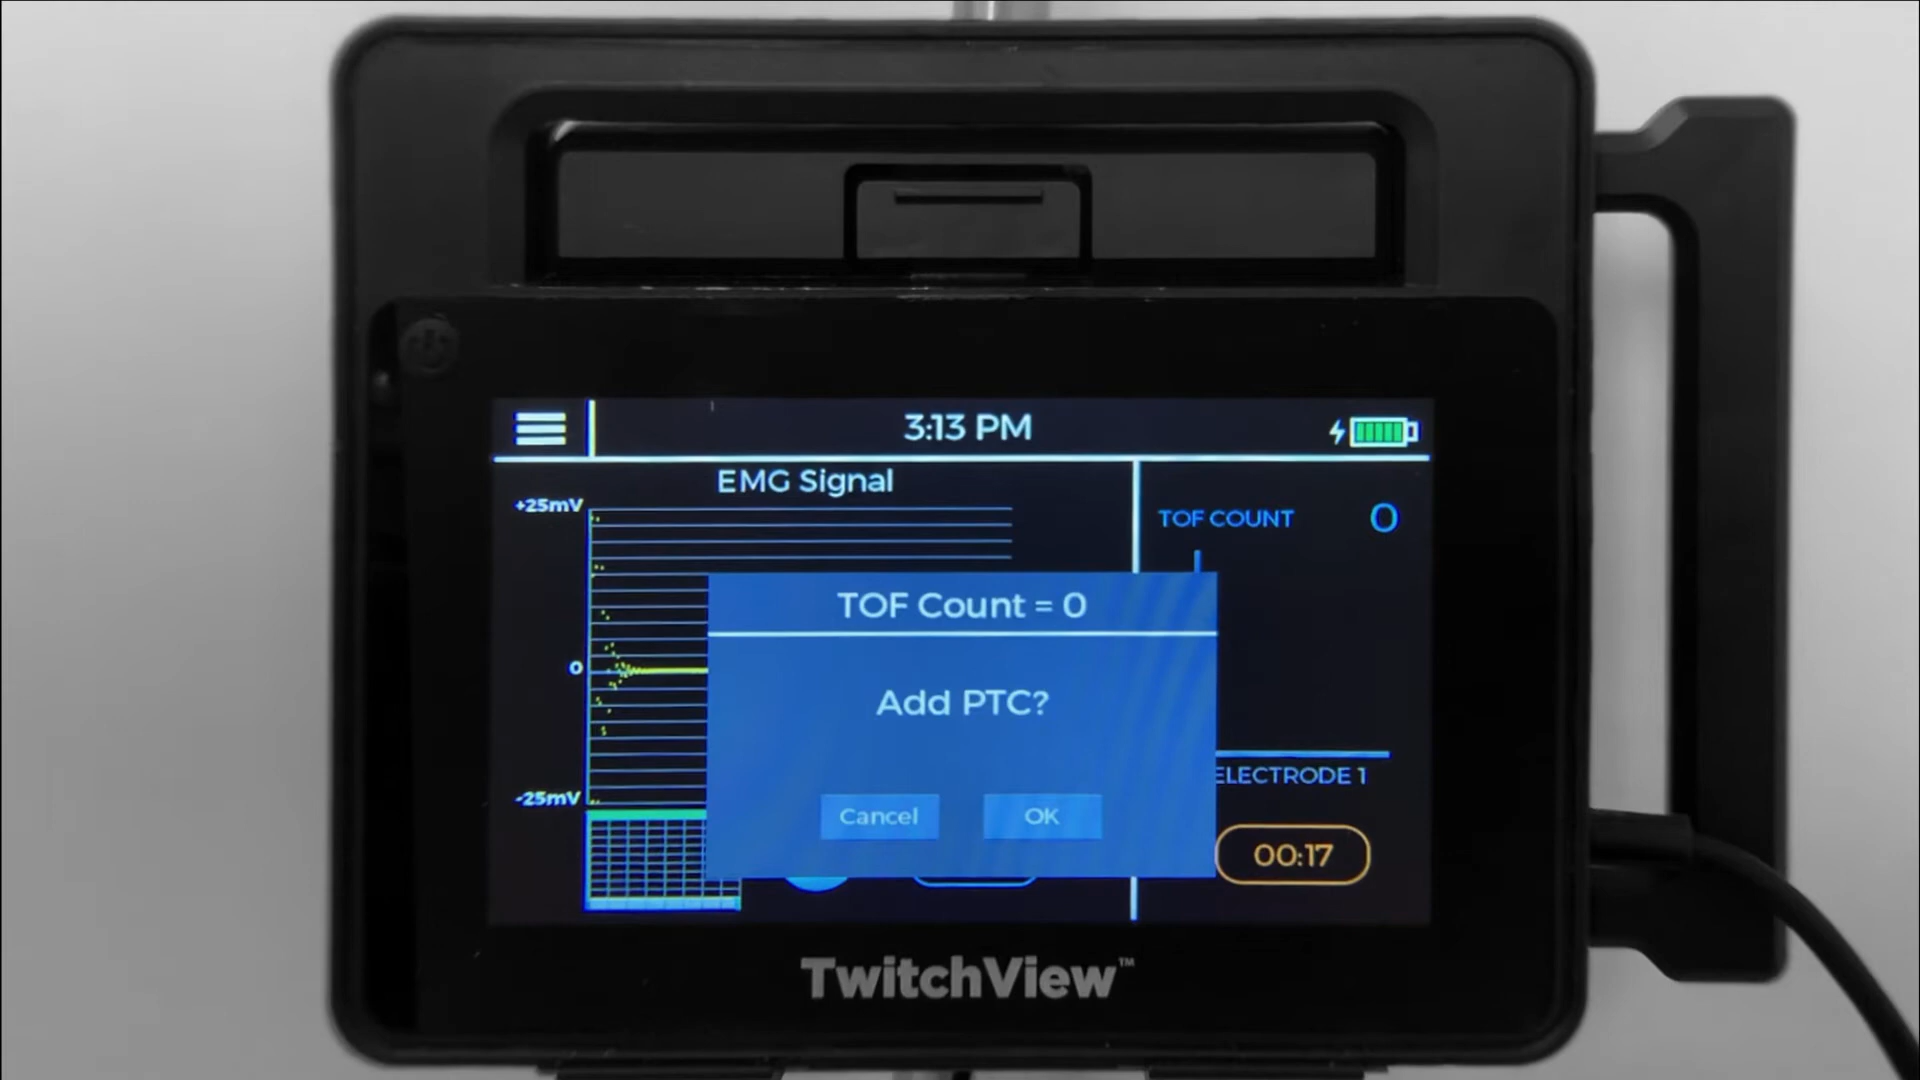 3:13 PM
EMG Signal
+25mV
0
-25mV
TOF COUNT 0
TOF Count = 0
Add PTC?
Cancel OK
ELECTRODE 1
00:17
TwitchView™